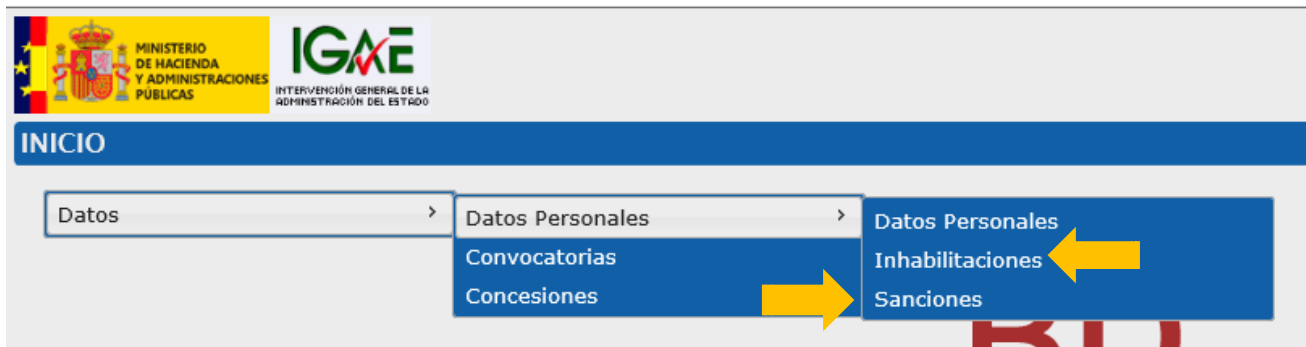 MINISTERIO
DE HACIENDA
Y ADMINISTRACIONES
PÚBLICAS
IGAE
INTERVENCIÓN GENERAL DE LA
ADMINISTRACIÓN DEL ESTADO
INICIO
Datos >
Datos Personales >
Convocatorias
Concesiones
Datos Personales
Inhabilitaciones
Sanciones